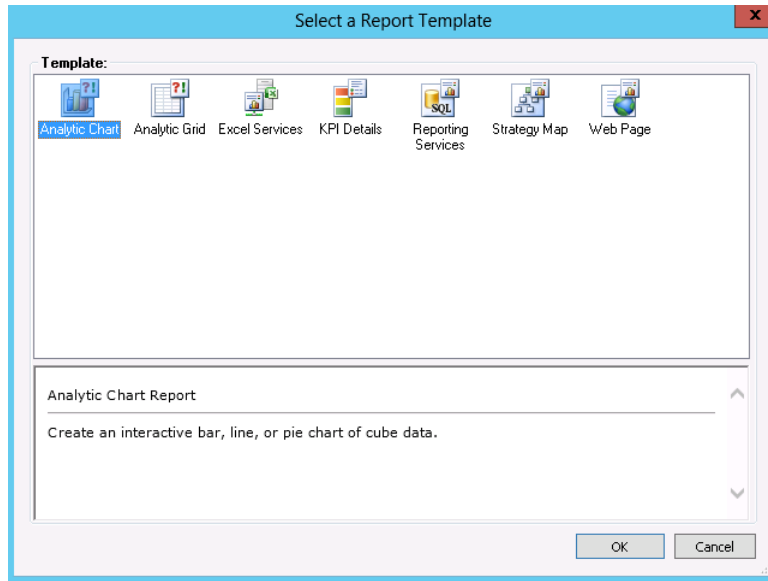 Select a Report Template
x
Template:
?!
?!
SQL
Analytic Chart Analytic Grid Excel Services KPI Details Reporting Services Strategy Map Web Page
Analytic Chart Report
Create an interactive bar, line, or pie chart of cube data.
OK Cancel